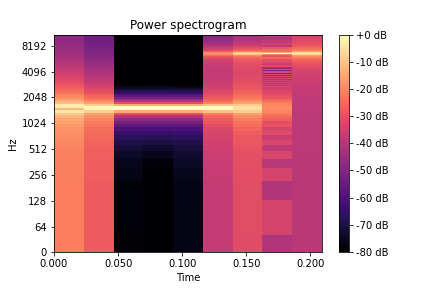 Power spectrogram
Hz
8192
4096
2048
1024
512
256
128
64
0
0.000 0.050 0.100 0.150 0.200
Time
+0 dB
-10 dB
-20 dB
-30 dB
-40 dB
-50 dB
-60 dB
-70 dB
-80 dB